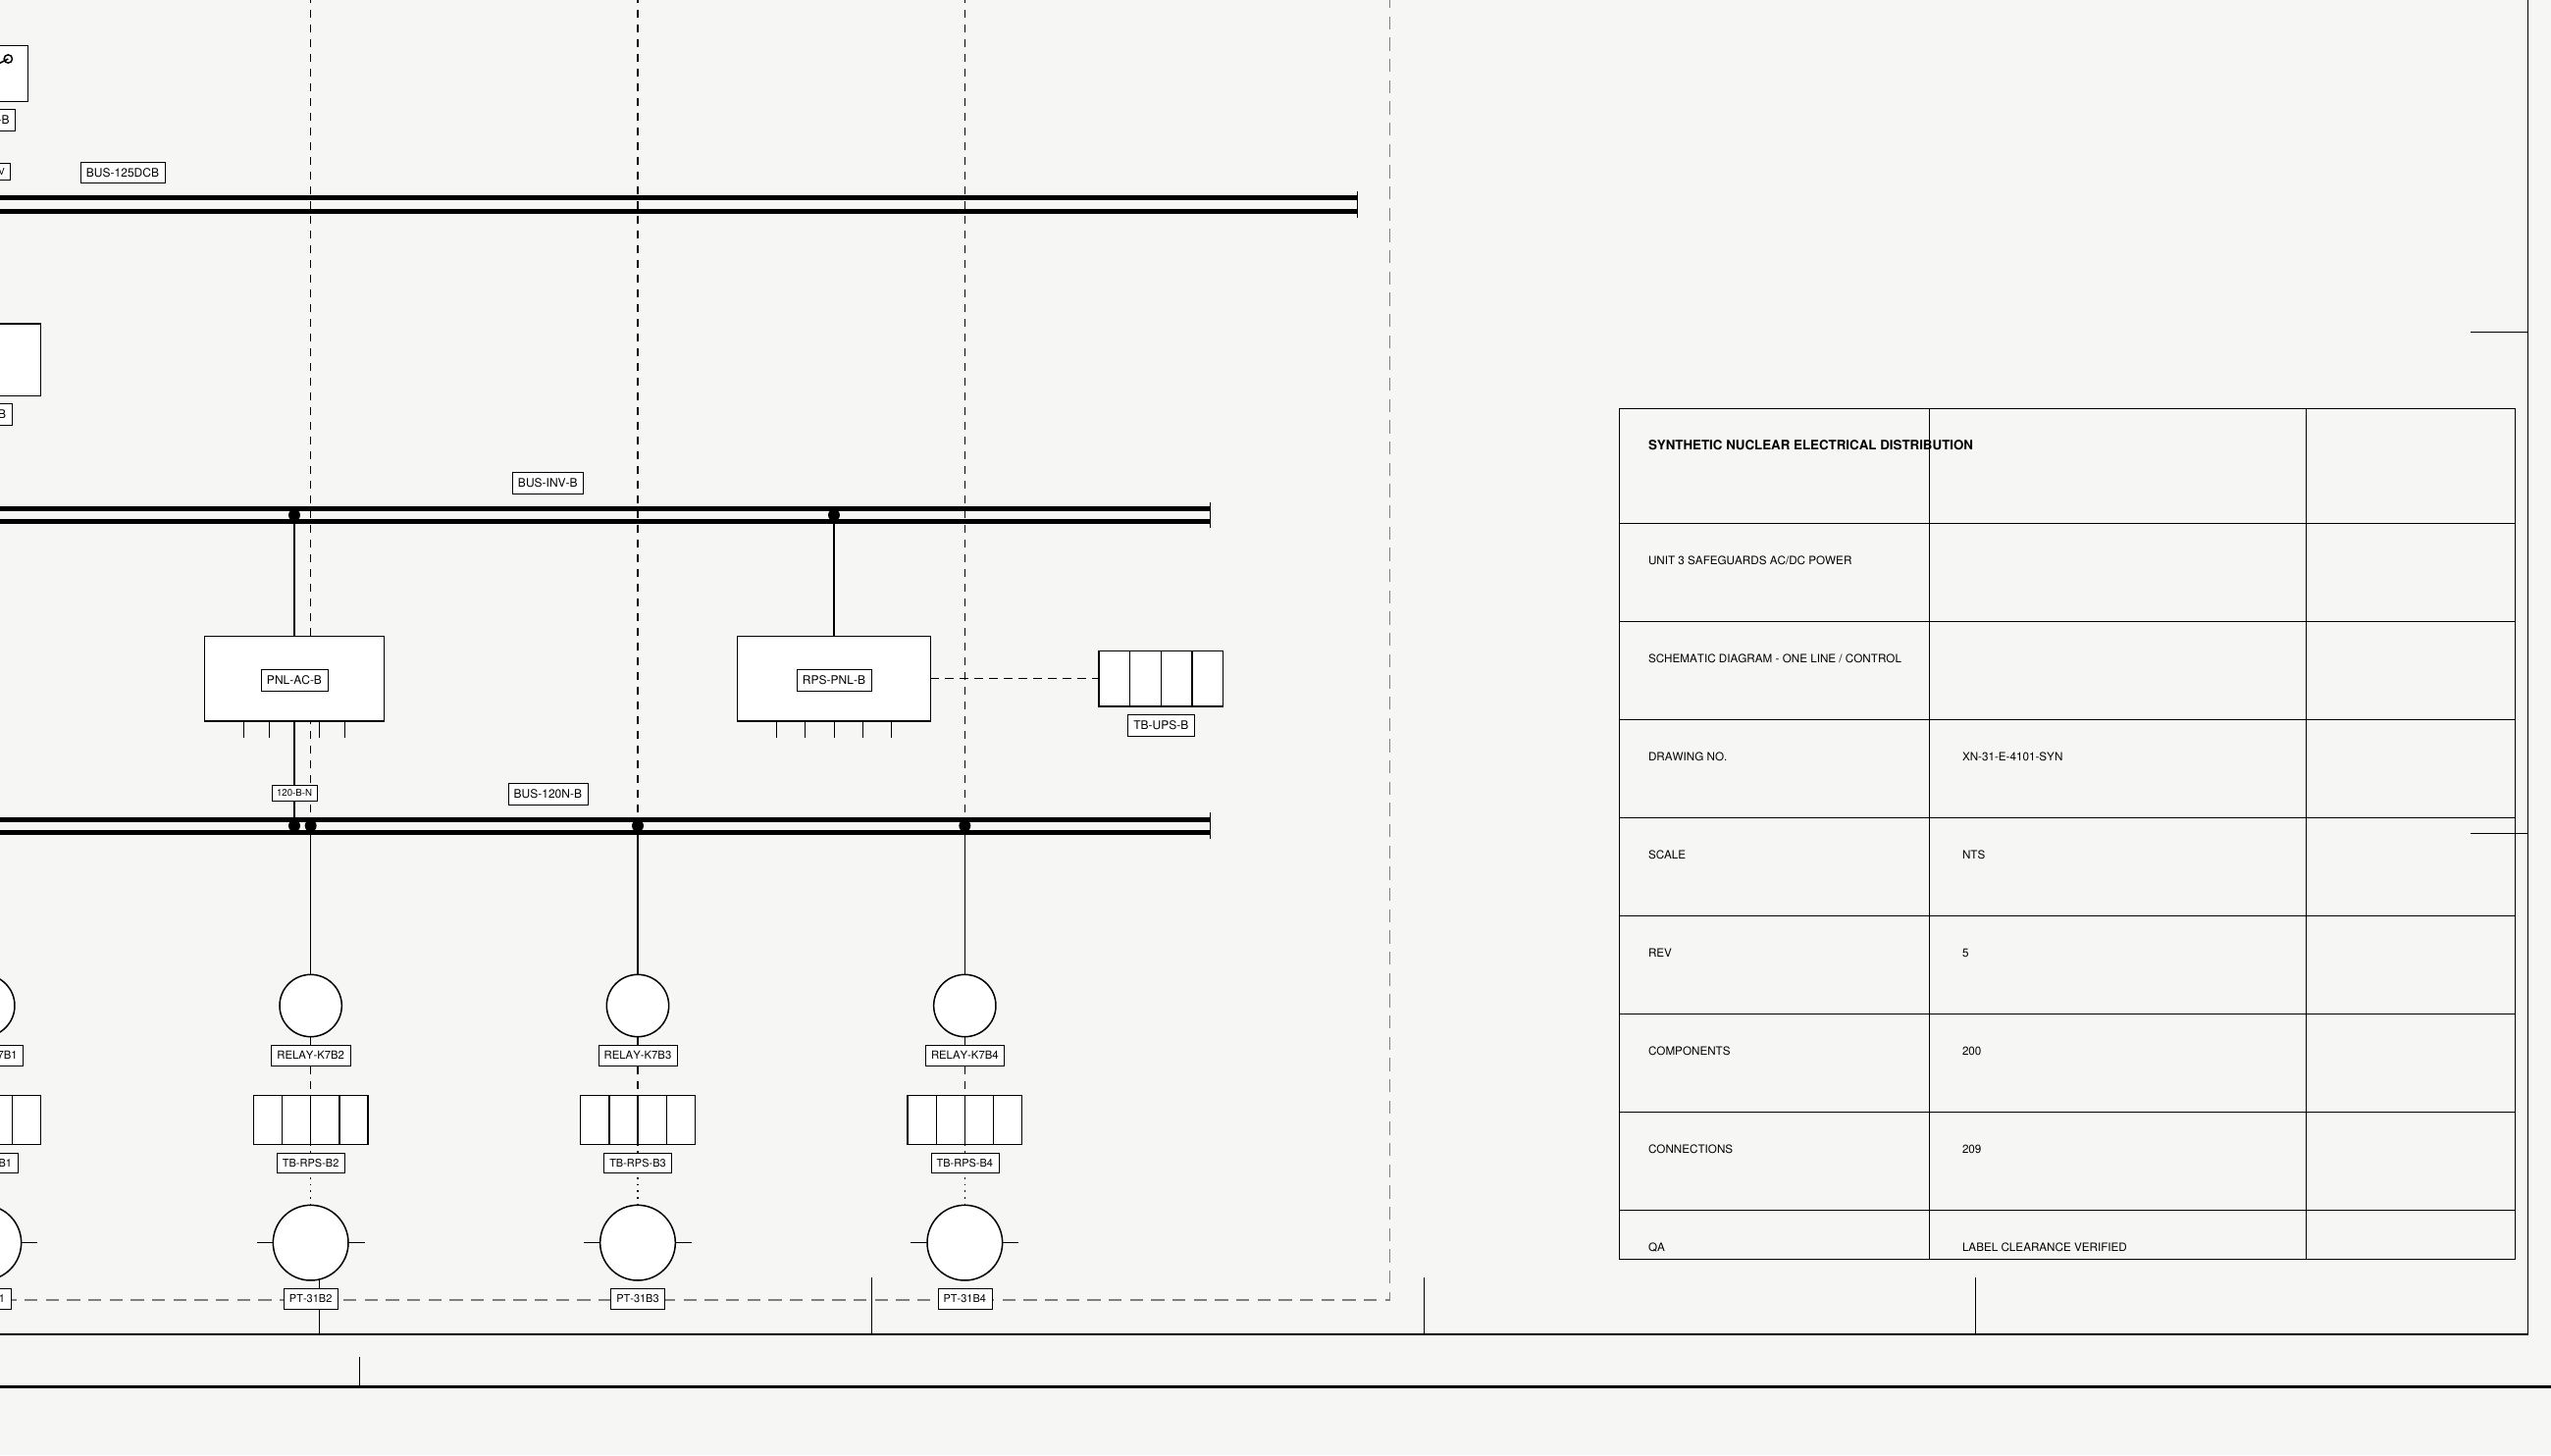 -B
V
BUS-125DCB
B
BUS-INV-B
PNL-AC-B
RPS-PNL-B
TB-UPS-B
120-B-N
BUS-120N-B
7B1
RELAY-K7B2
RELAY-K7B3
RELAY-K7B4
B1
TB-RPS-B2
TB-RPS-B3
TB-RPS-B4
1
PT-31B2
PT-31B3
PT-31B4
SYNTHETIC NUCLEAR ELECTRICAL DISTRIBUTION
UNIT 3 SAFEGUARDS AC/DC POWER
SCHEMATIC DIAGRAM - ONE LINE / CONTROL
DRAWING NO. XN-31-E-4101-SYN
SCALE NTS
REV 5
COMPONENTS 200
CONNECTIONS 209
QA LABEL CLEARANCE VERIFIED